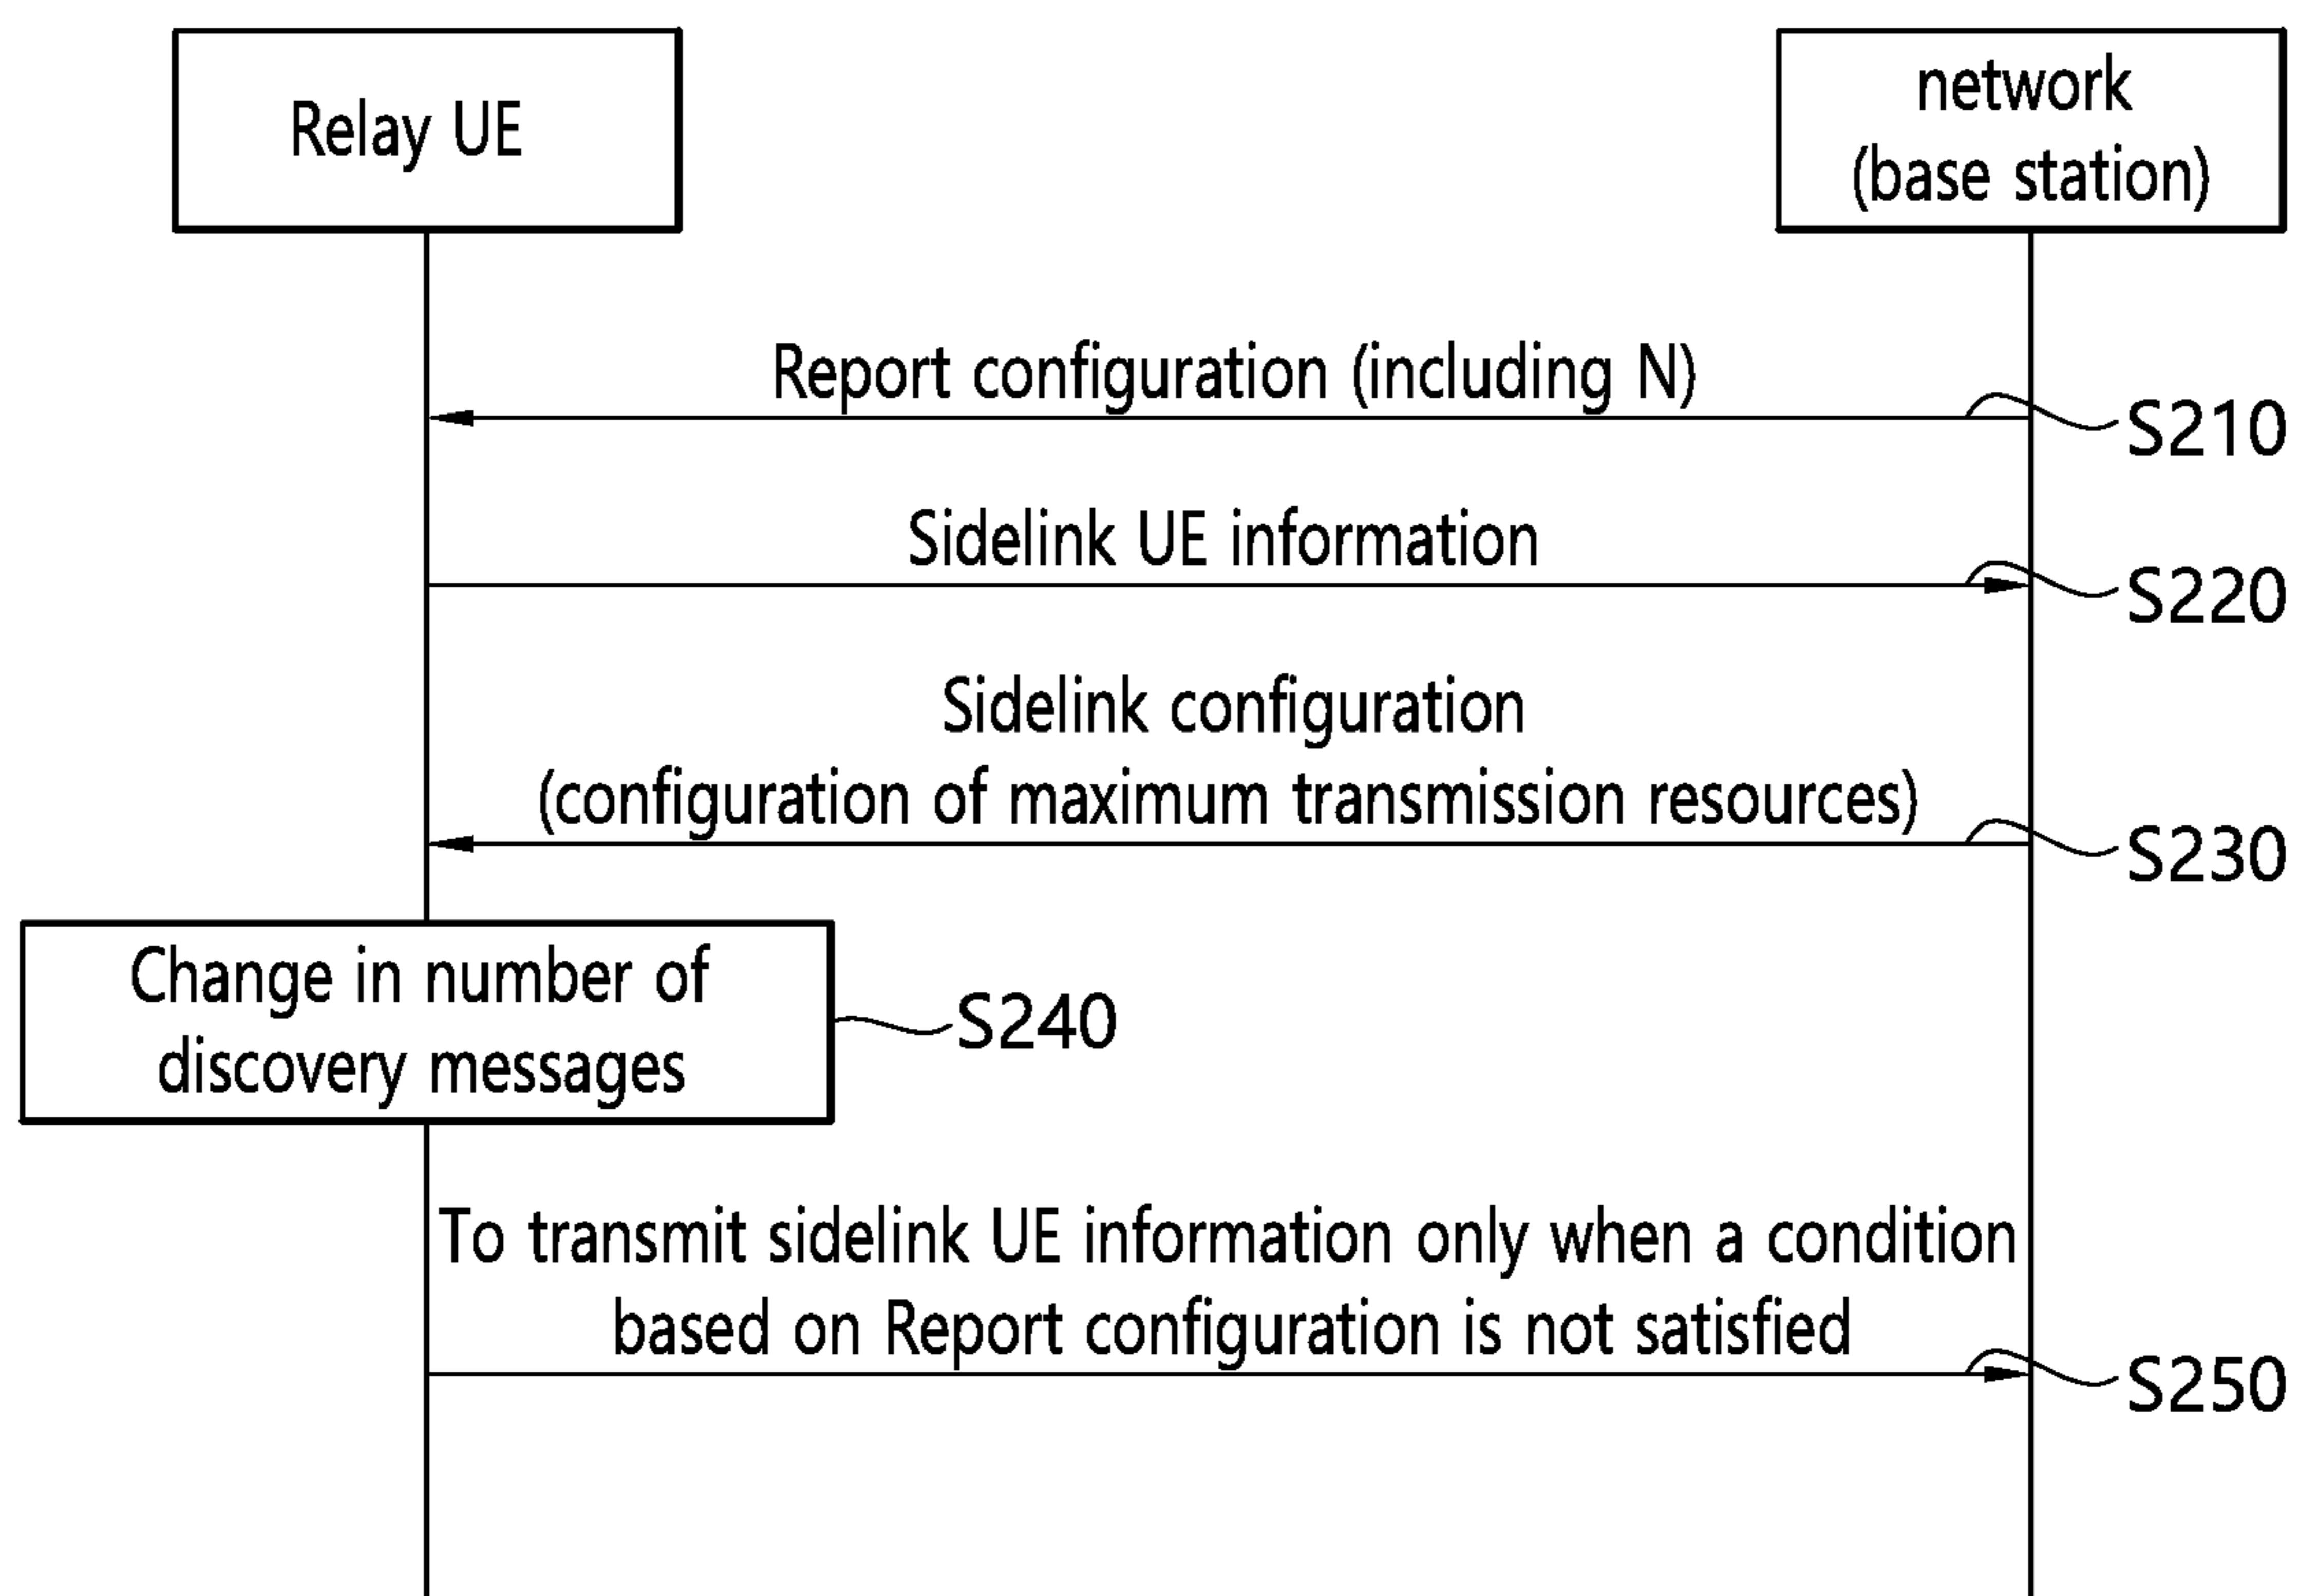 Relay UE
network
(base station)
Report configuration (including N)
S210
Sidelink UE information
S220
Sidelink configuration
(configuration of maximum transmission resources)
S230
Change in number of
discovery messages
S240
To transmit sidelink UE information only when a condition
based on Report configuration is not satisfied
S250